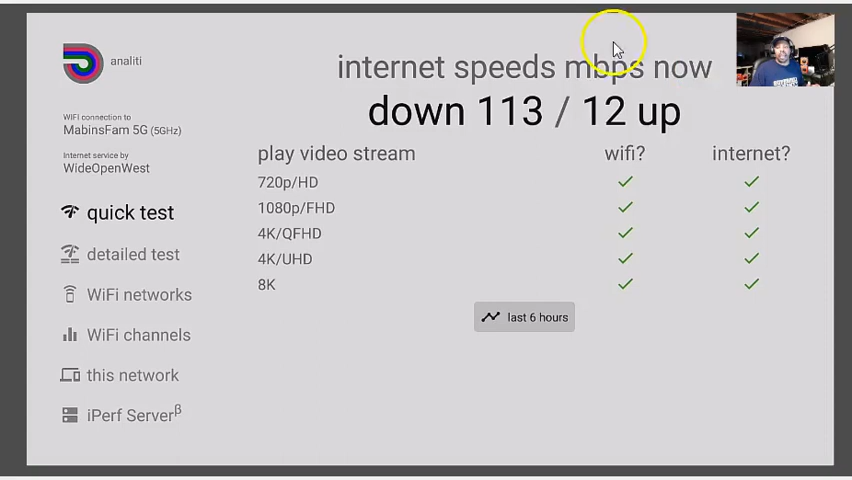 analiti
internet speeds mbps now
down 113 / 12 up
WIFI connection to
MabinsFam 5G (5GHz)
Internet service by
WideOpenWest
quick test
detailed test
WiFi networks
WiFi channels
this network
iPerf Serverβ
play video stream wifi? internet?
720p/HD
1080p/FHD
4K/QFHD
4K/UHD
8K
last 6 hours